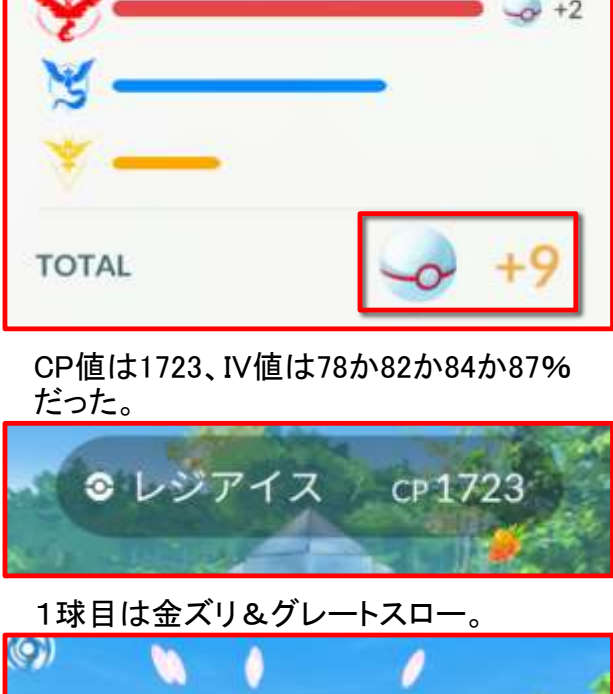 +2
TOTAL +9
CP値は1723、IV値は78か82か84か87%
だった。
レジアイス CP1723
１球目は金ズリ＆グレートスロー。